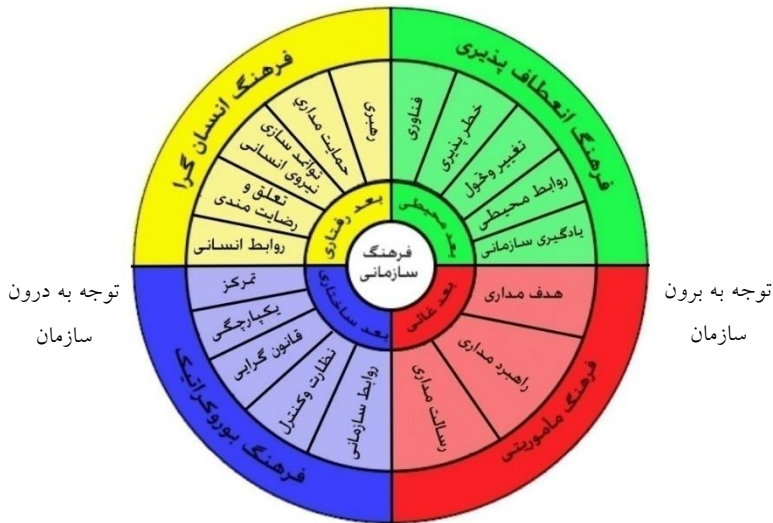 فرهنگ انعطاف پذیری
فناوری
خطر پذیری
تغییر وتحول
روابط محیطی
یادگیری سازمانی
بعد محیطی
فرهنگ انسان گرا
رهبری
حمایت مداری
توانمند سازی
نیروی انسانی
تعلق و
رضایت مندی
روابط انسانی
بعد رفتاری
فرهنگ
سازمانی
توجه به برون
سازمان
توجه به درون
سازمان
فرهنگ ماموریتی
هدف مداری
راهبرد مداری
رسالت مداری
بعد غائی
فرهنگ بوروکراتیک
تمرکز
یکپارچگی
قانون گرایی
نظارت وکنترل
روابط سازمانی
بعد ساختاری